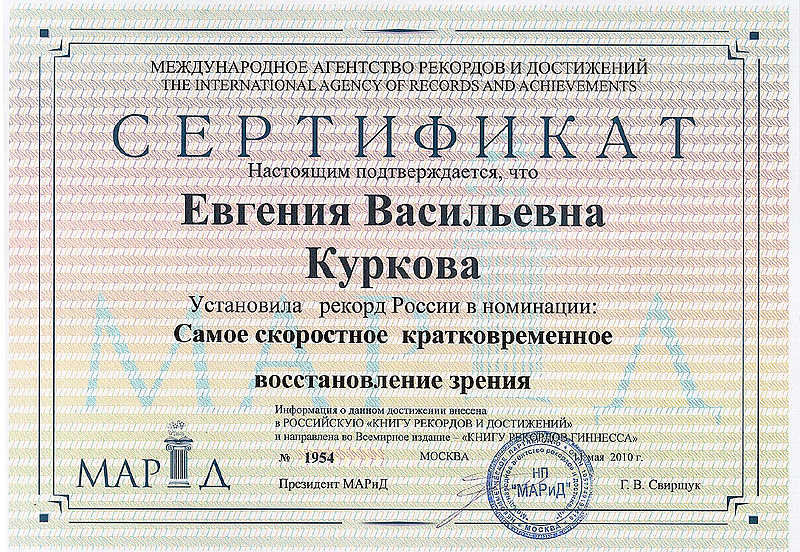 МЕЖДУНАРОДНОЕ АГЕНТСТВО РЕКОРДОВ И ДОСТИЖЕНИЙ
THE INTERNATIONAL AGENCY OF RECORDS AND ACHIEVEMENTS
СЕРТИФИКАТ
Настоящим подтверждается, что
Евгения Васильевна
Куркова
Установила рекорд России в номинации:
Самое скоростное кратковременное
восстановление зрения
Информация о данном достижении внесена
в РОССИЙСКУЮ «КНИГУ РЕКОРДОВ И ДОСТИЖЕНИЙ»
и направлена во Всемирное издание – «КНИГУ РЕКОРДОВ ГИННЕССА»
№ 1954 МОСКВА мая 2010 г.
МАРиД
Президент МАРиД Г. В. Свирщук
НП
"МАРиД"
МОСКВА